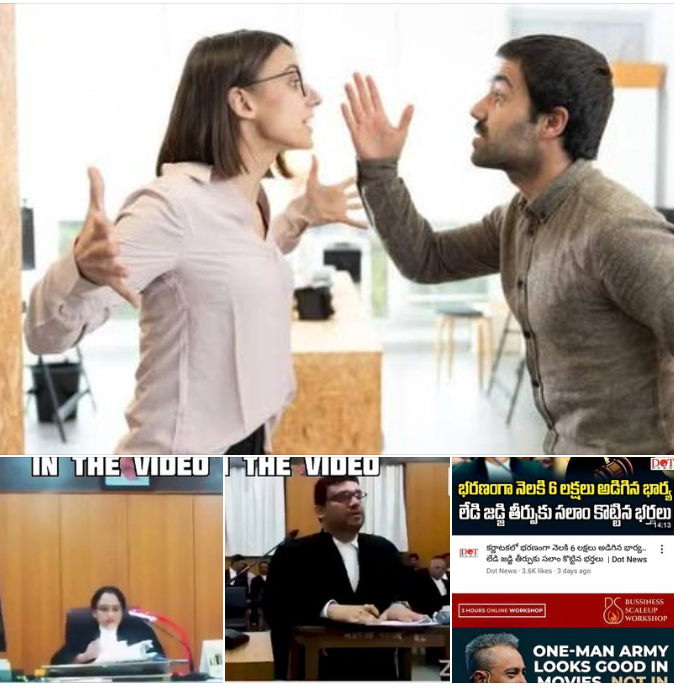 IN THE VIDEO
THE VIDEO
DOT
భరణంగా నెలకి 6 లక్షలు అడిగిన భార్య
లేడి జడ్జి తీర్పుకు సలాం కొట్టిన భర్తలు
14:13
DOT
కర్ణాటకలో భరణంగా నెలకి 6 లక్షలు అడిగిన భార్య..
లేడి జడ్జి తీర్పుకు సలాం కొట్టిన భర్తలు | Dot News
Dot News · 3.6K likes · 3 days ago
3 HOURS ONLINE WORKSHOP
BUSSINESS
SCALEUP
WORKSHOP
ONE-MAN ARMY
LOOKS GOOD IN
MOVIES, NOT IN